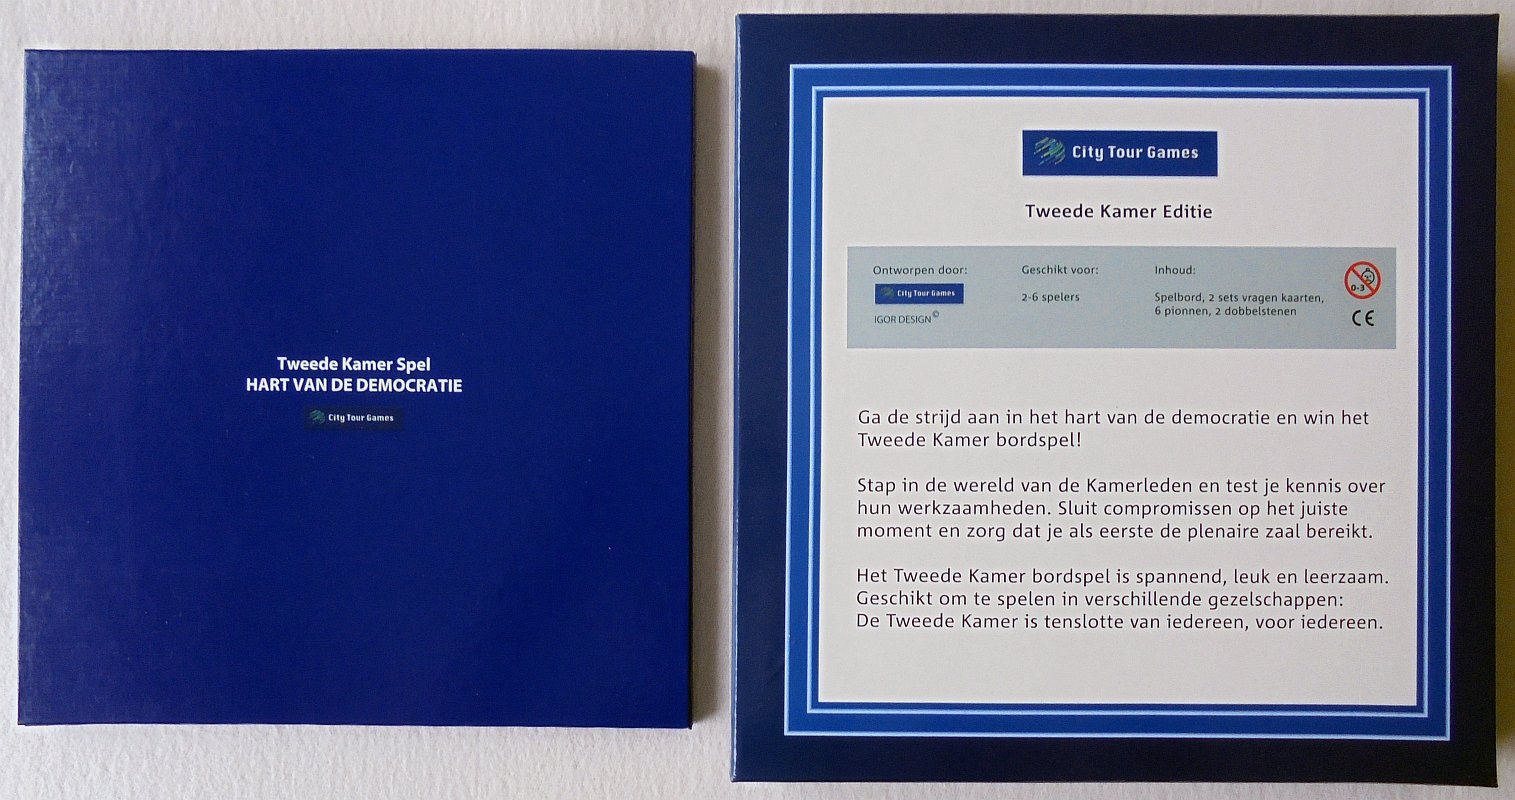 Tweede Kamer Spel
HART VAN DE DEMOCRATIE
City Tour Games
City Tour Games
Tweede Kamer Editie
Ontworpen door:
City Tour Games
IGOR DESIGN©
Geschikt voor:
2-6 spelers
Inhoud:
Spelbord, 2 sets vragen kaarten,
6 pionnen, 2 dobbelstenen
0-3
CE
Ga de strijd aan in het hart van de democratie en win het
Tweede Kamer bordspel!
Stap in de wereld van de Kamerleden en test je kennis over
hun werkzaamheden. Sluit compromissen op het juiste
moment en zorg dat je als eerste de plenaire zaal bereikt.
Het Tweede Kamer bordspel is spannend, leuk en leerzaam.
Geschikt om te spelen in verschillende gezelschappen:
De Tweede Kamer is tenslotte van iedereen, voor iedereen.